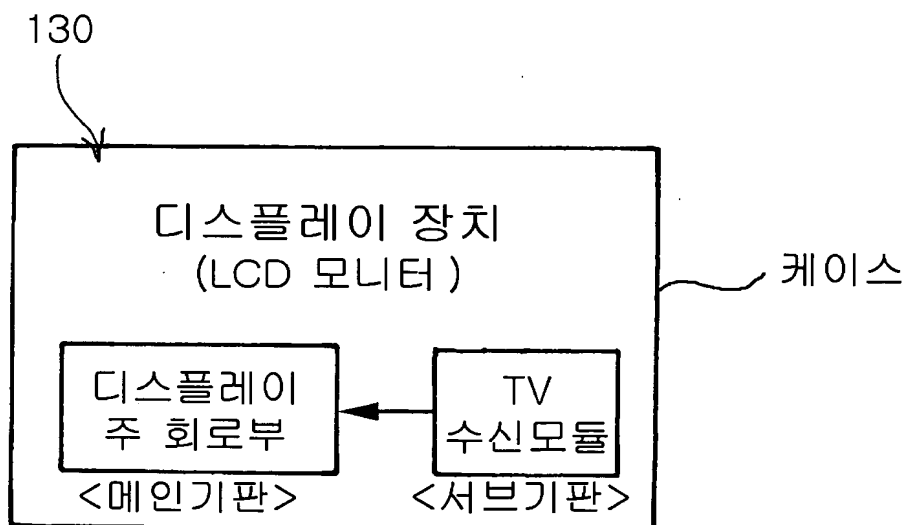 130
디스플레이 장치
(LCD 모니터)
케이스
디스플레이
주 회로부
TV
수신모듈
<메인기판>
<서브기판>